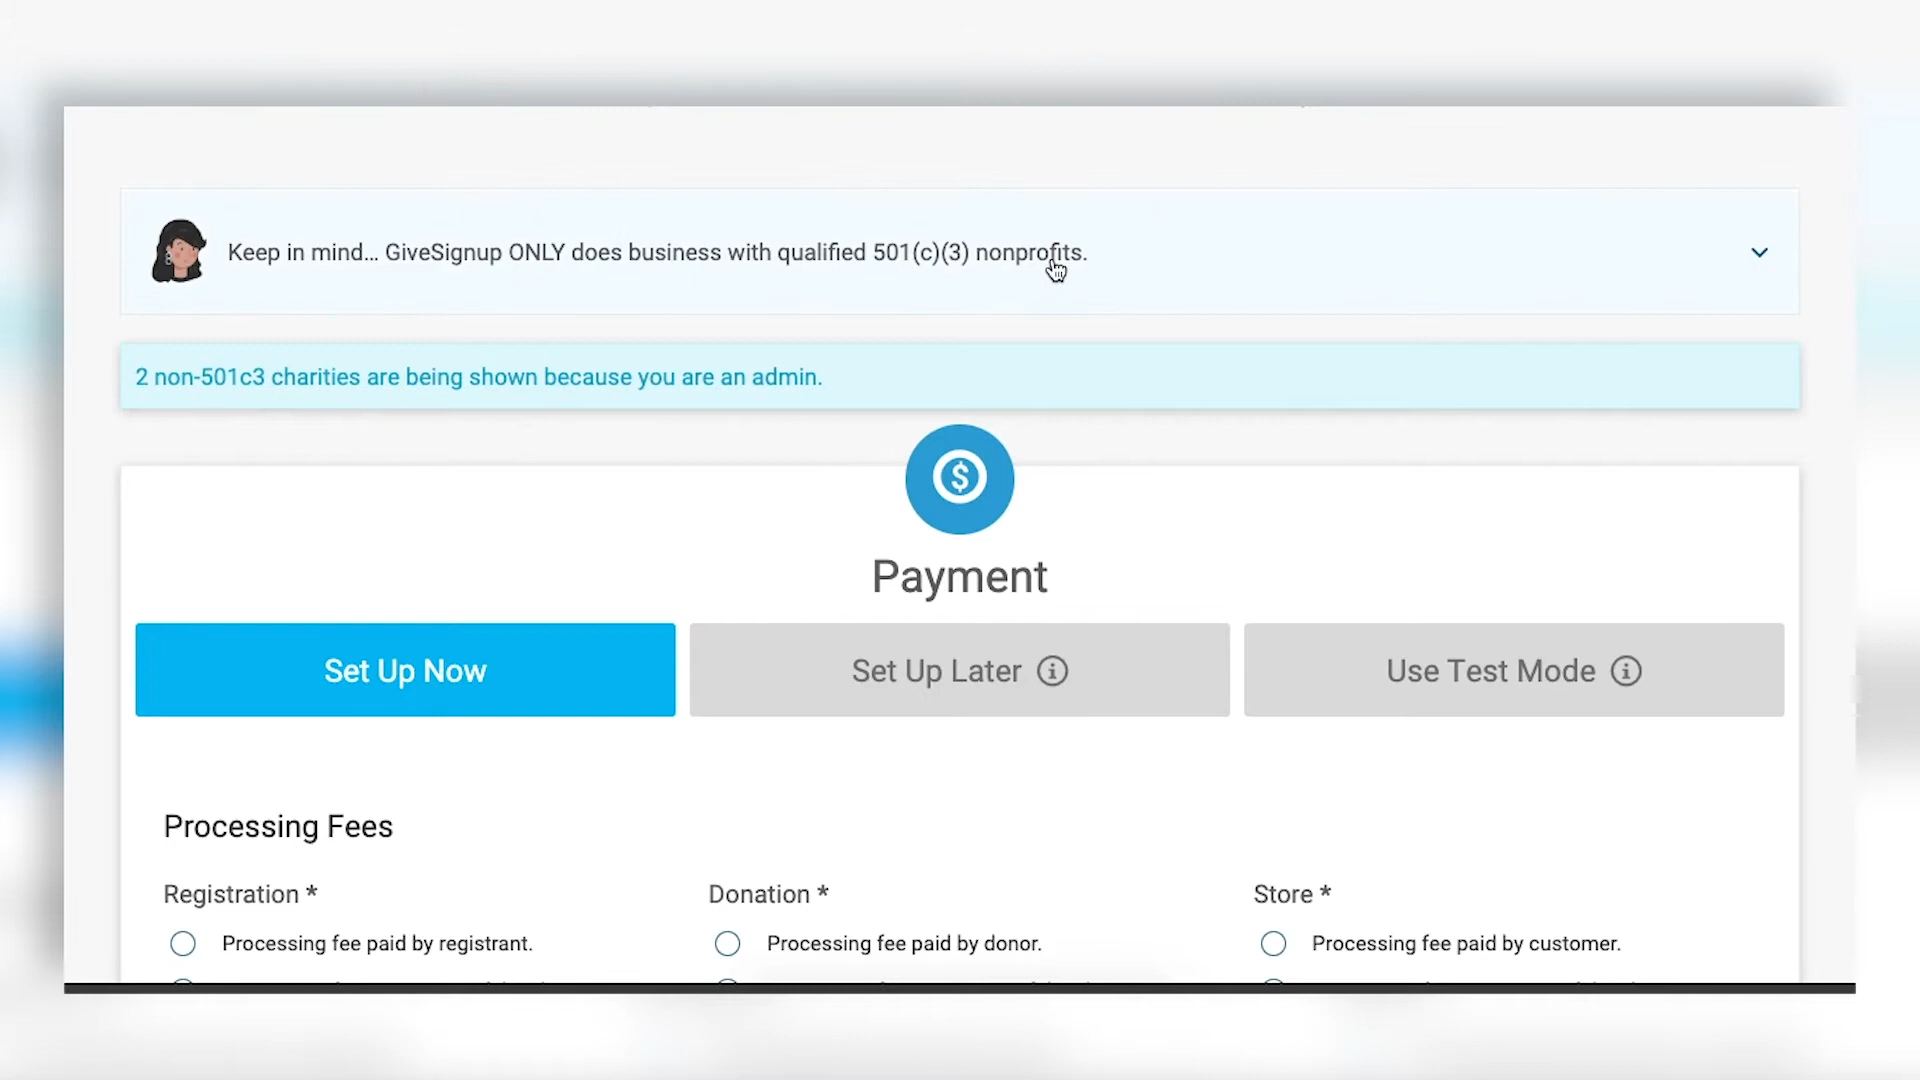 Keep in mind... GiveSignup ONLY does business with qualified 501(c)(3) nonprofits.
2 non-501c3 charities are being shown because you are an admin.
Payment
Set Up Now
Set Up Later
Use Test Mode
Processing Fees
Registration *
Donation *
Store *
Processing fee paid by registrant.
Processing fee paid by donor.
Processing fee paid by customer.